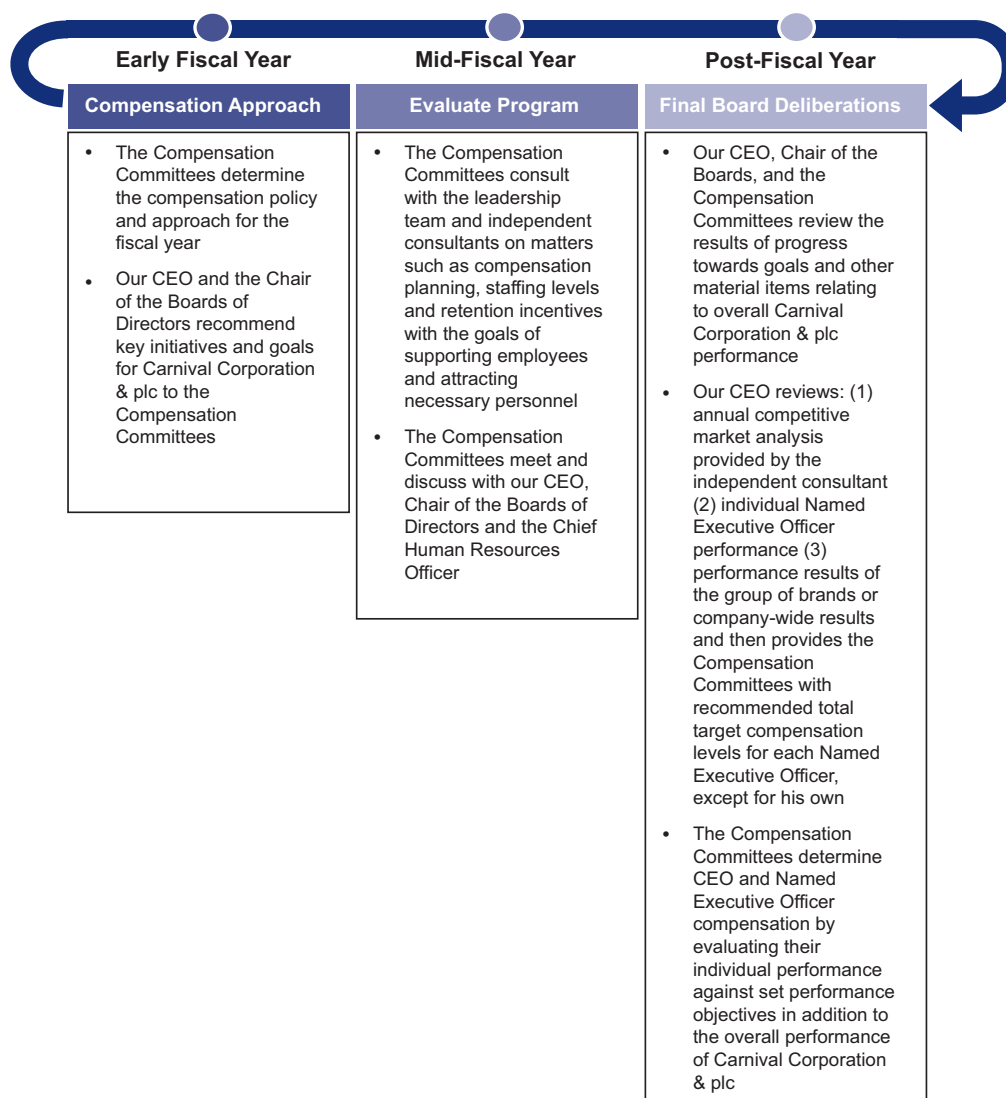 Early Fiscal Year
Compensation Approach
• The Compensation
Committees determine
the compensation policy
and approach for the
fiscal year
• Our CEO and the Chair
of the Boards of
Directors recommend
key initiatives and goals
for Carnival Corporation
& plc to the
Compensation
Committees
Mid-Fiscal Year
Evaluate Program
• The Compensation
Committees consult
with the leadership
team and independent
consultants on matters
such as compensation
planning, staffing levels
and retention incentives
with the goals of
supporting employees
and attracting
necessary personnel
• The Compensation
Committees meet and
discuss with our CEO,
Chair of the Boards of
Directors and the Chief
Human Resources
Officer
Post-Fiscal Year
Final Board Deliberations
• Our CEO, Chair of the
Boards, and the
Compensation
Committees review the
results of progress
towards goals and other
material items relating
to overall Carnival
Corporation & plc
performance
• Our CEO reviews: (1)
annual competitive
market analysis
provided by the
independent consultant
(2) individual Named
Executive Officer
performance (3)
performance results of
the group of brands or
company-wide results
and then provides the
Compensation
Committees with
recommended total
target compensation
levels for each Named
Executive Officer,
except for his own
• The Compensation
Committees determine
CEO and Named
Executive Officer
compensation by
evaluating their
individual performance
against set performance
objectives in addition to
the overall performance
of Carnival Corporation
& plc